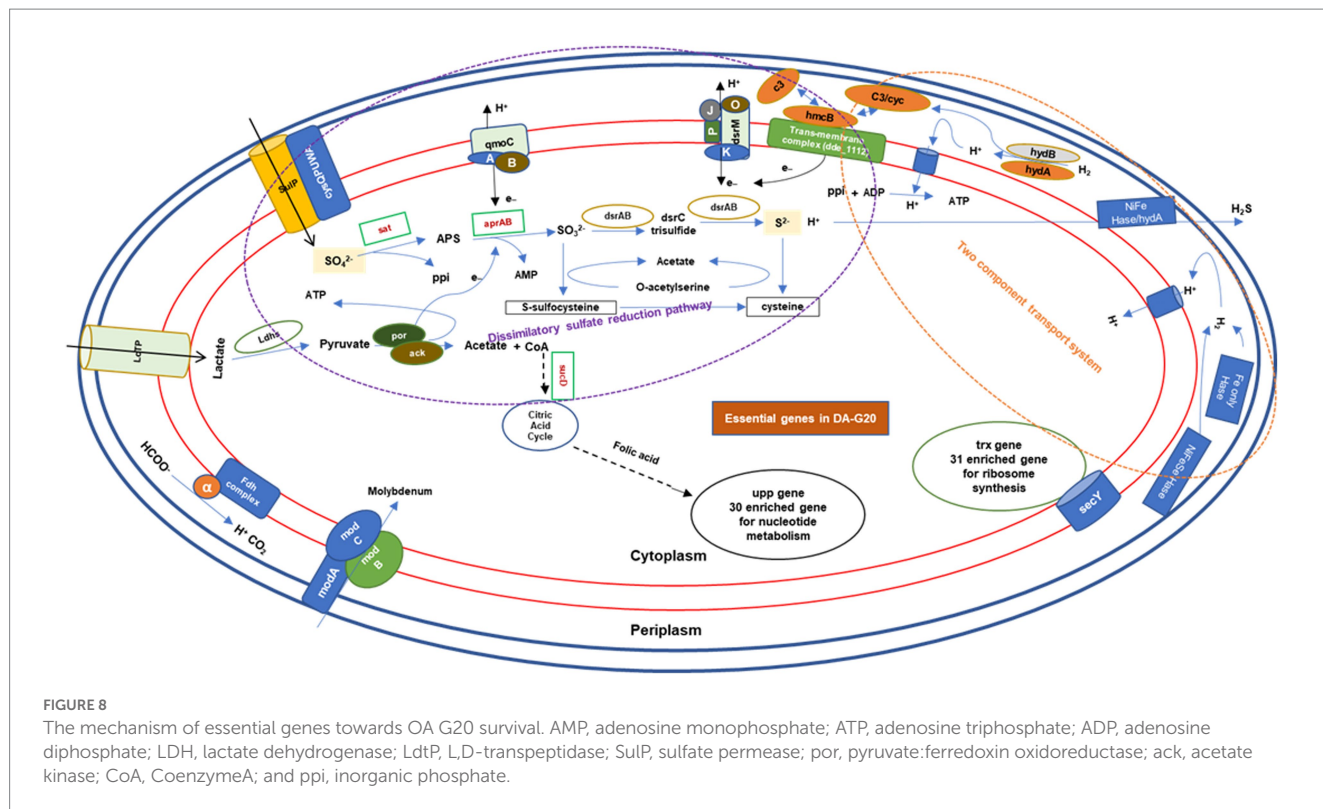 H⁺
c3
C3/cyc
J
O
P
dsrM
K
hmcB
Trans-membrane
complex (dde_1112)
H⁺
qmoC
A
B
SulP
cysQPUWA
e–
e–
H⁺
hydB
hydA
H₂
ppi + ADP
ATP
H⁺
sat
aprAB
dsrAB
dsrC
trisulfide
dsrAB
SO₄²⁻
APS
SO₃²⁻
S²⁻
H⁺
NiFe
Hase/hydA
H₂S
ppi
e–
AMP
Acetate
O-acetylserine
ATP
S-sulfocysteine
cysteine
Dissimilatory sulfate reduction pathway
Two component transport system
H⁺
H⁺
H₂
LcTP
Lactate
Ldhs
Pyruvate
por
ack
Acetate + CoA
sucD
Fe only
Hase
NiFeSe Hase
Citric
Acid
Cycle
Essential genes in DA-G20
Folic acid
trx gene
31 enriched gene
for ribosome
synthesis
upp gene
30 enriched gene
for nucleotide
metabolism
secY
HCOO⁻
α
Fdh
complex
H⁺ CO₂
Molybdenum
mod
C
mod
B
modA
Cytoplasm
Periplasm
FIGURE 8
The mechanism of essential genes towards OA G20 survival. AMP, adenosine monophosphate; ATP, adenosine triphosphate; ADP, adenosine
diphosphate; LDH, lactate dehydrogenase; LdtP, L,D-transpeptidase; SulP, sulfate permease; por, pyruvate:ferredoxin oxidoreductase; ack, acetate
kinase; CoA, CoenzymeA; and ppi, inorganic phosphate.